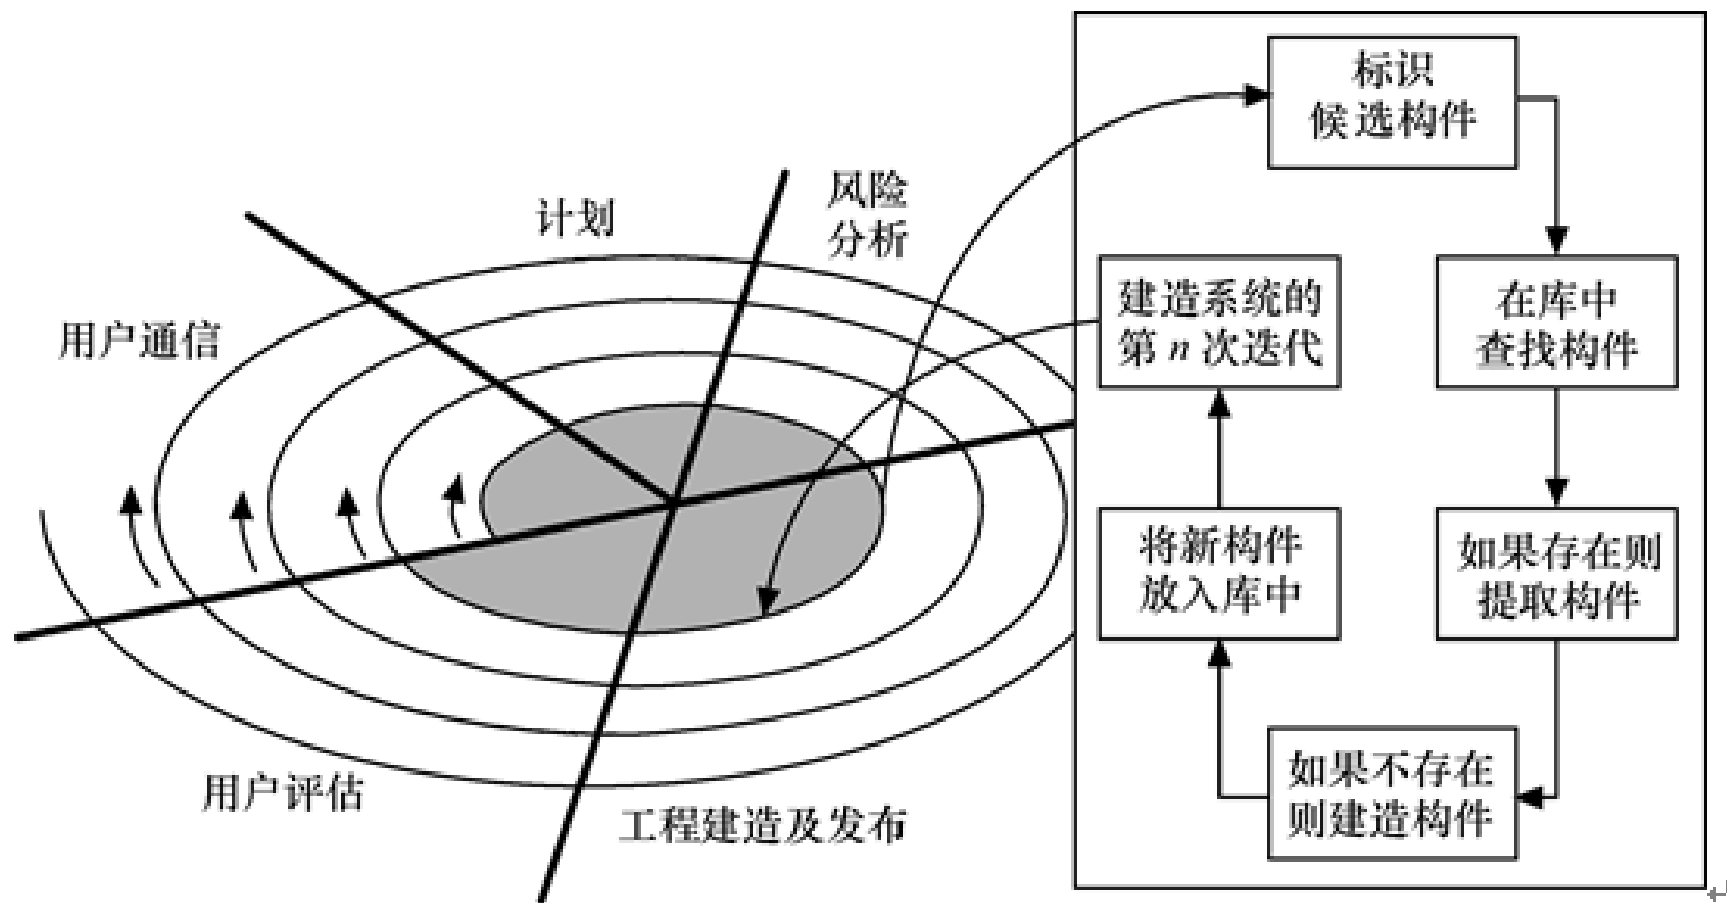 计划
风险
分析
用户通信
用户评估
工程建造及发布
标识
候选构件
在库中
查找构件
如果存在则
提取构件
如果不存在
则建造构件
将新构件
放入库中
建造系统的
第 n 次迭代